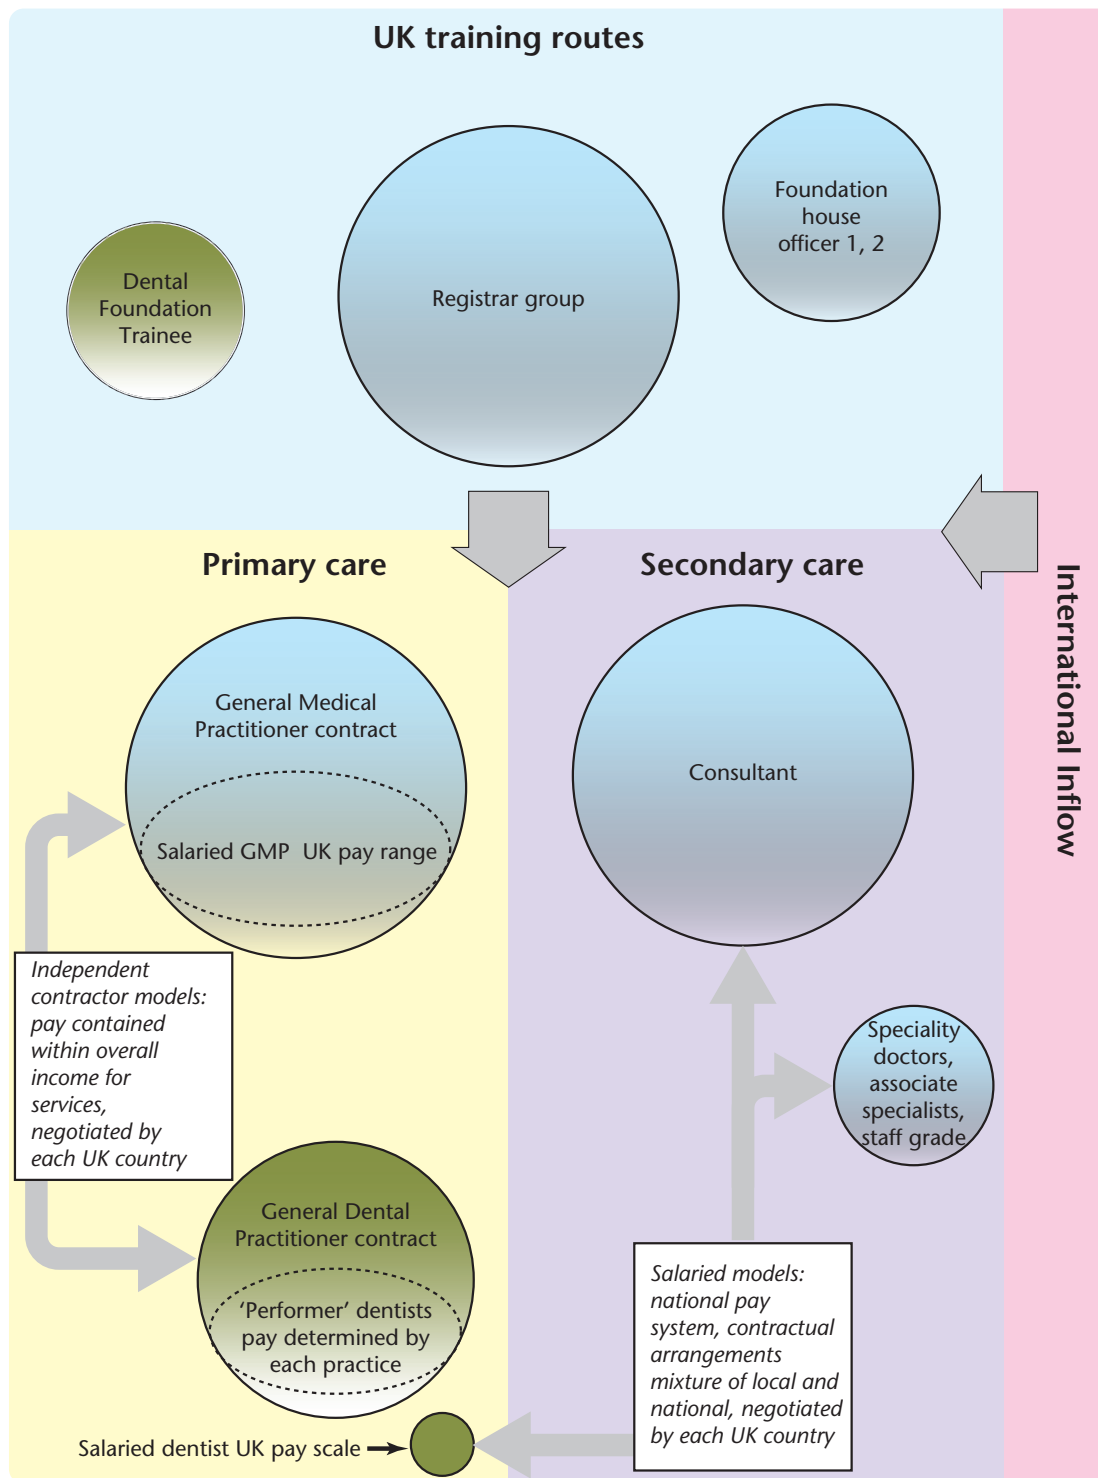 UK training routes
Foundation
house
officer 1, 2
Dental
Foundation
Trainee
Registrar group
Primary care
Secondary care
International Inflow
General Medical
Practitioner contract
Salaried GMP  UK pay range
Consultant
Independent
contractor models:
pay contained
within overall
income for
services,
negotiated by
each UK country
Speciality
doctors,
associate
specialists,
staff grade
General Dental
Practitioner contract
‘Performer’ dentists
pay determined by
each practice
Salaried models:
national pay
system, contractual
arrangements
mixture of local and
national, negotiated
by each UK country
Salaried dentist UK pay scale